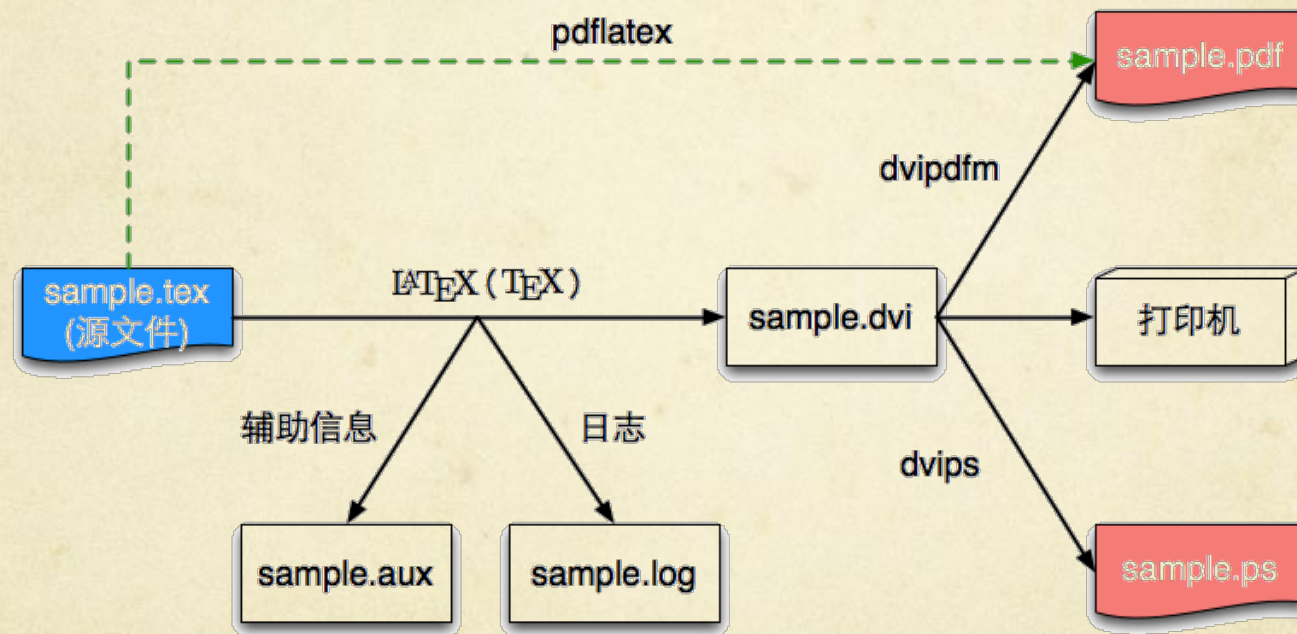 pdflatex
sample.pdf
dvipdfm
sample.tex
(源文件)
LATEX(TEX)
sample.dvi
打印机
辅助信息
日志
dvips
sample.aux
sample.log
sample.ps